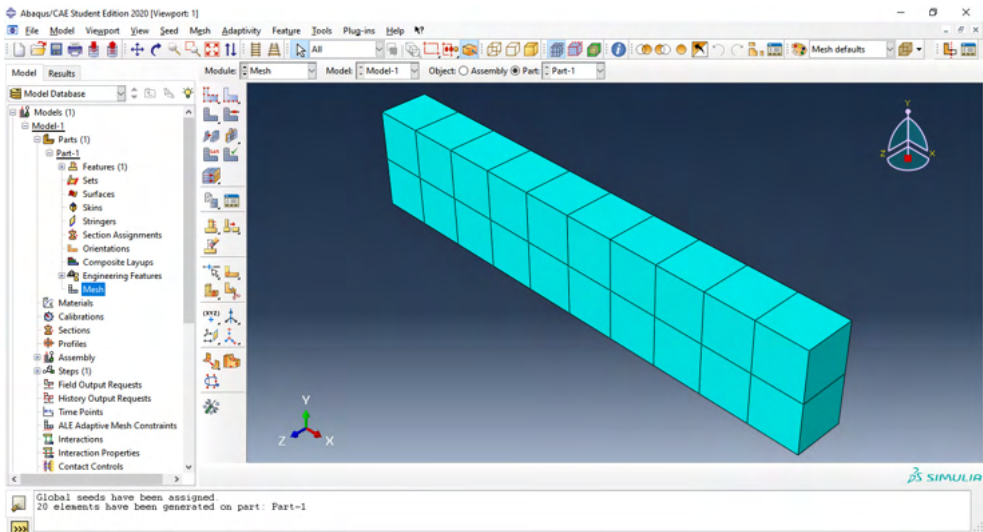 Abaqus/CAE Student Edition 2020 [Viewport: 1]
File Model Viewport View Seed Mesh Adaptivity Feature Tools Plug-ins Help
All Mesh defaults
Model Results Module: Mesh Model: Model-1 Object: Assembly Part: Part-1
Model Database
Models (1)
Model-1
Parts (1)
Part-1
Features (1)
Sets
Surfaces
Skins
Stringers
Section Assignments
Orientations
Composite Layups
Engineering Features
Mesh
Materials
Calibrations
Sections
Profiles
Assembly
Steps (1)
Field Output Requests
History Output Requests
Time Points
ALE Adaptive Mesh Constraints
Interactions
Interaction Properties
Contact Controls
(XYZ)
Y
Z X
Y
Z X
SIMULIA
Global seeds have been assigned.
20 elements have been generated on part: Part-1
>>>